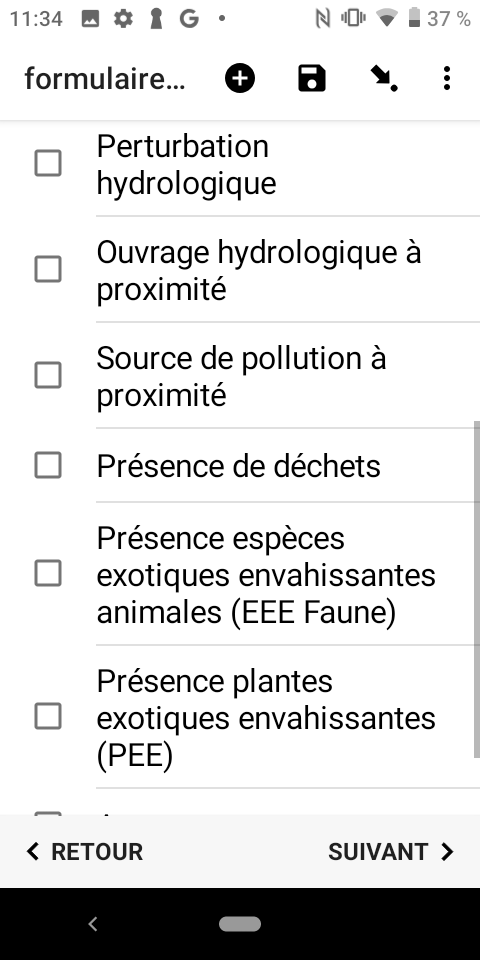 11:34
37 %
formulaire...
Perturbation
hydrologique
Ouvrage hydrologique à
proximité
Source de pollution à
proximité
Présence de déchets
Présence espèces
exotiques envahissantes
animales (EEE Faune)
Présence plantes
exotiques envahissantes
(PEE)
RETOUR
SUIVANT